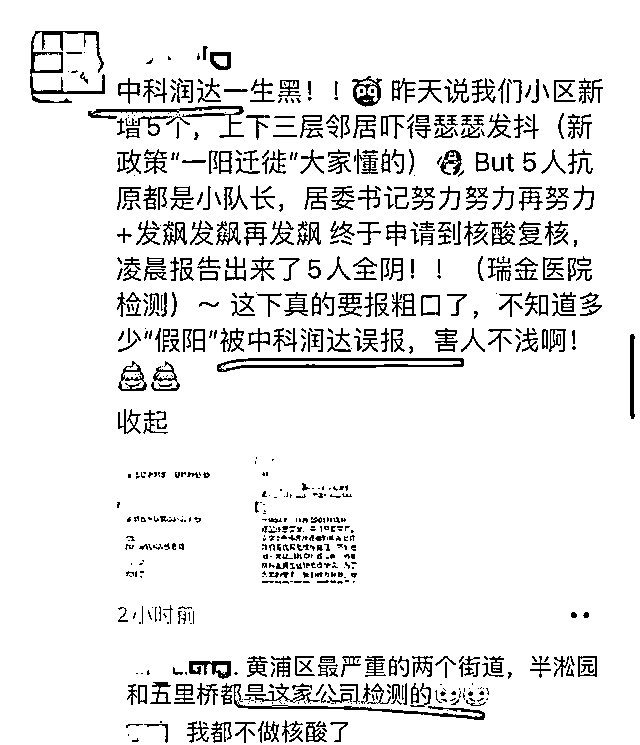 中科润达一生黑！！昨天说我们小区新
增5个，上下三层邻居吓得瑟瑟发抖（新
政策“一阳迁徙”大家懂的）But 5人抗
原都是小队长，居委书记努力努力再努力
+发飙发飙再发飙 终于申请到核酸复核，
凌晨报告出来了5人全阴！！（瑞金医院
检测）～ 这下真的要报粗口了，不知道多
少“假阳”被中科润达误报，害人不浅啊！
收起
2小时前
黄浦区最严重的两个街道，半淞园
和五里桥都是这家公司检测的
我都不做核酸了